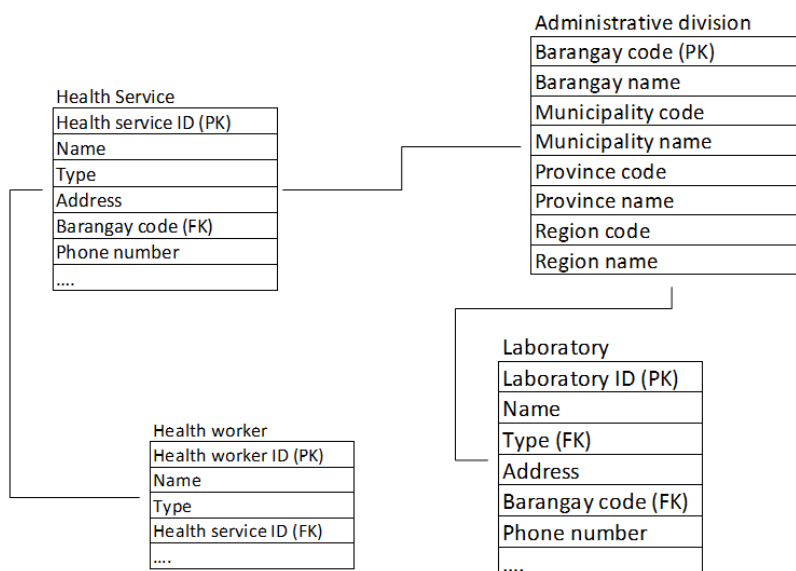 Administrative division
Barangay code (PK)
Barangay name
Municipality code
Municipality name
Province code
Province name
Region code
Region name
Health Service
Health service ID (PK)
Name
Type
Address
Barangay code (FK)
Phone number
....
Laboratory
Laboratory ID (PK)
Name
Type (FK)
Address
Barangay code (FK)
Phone number
....
Health worker
Health worker ID (PK)
Name
Type
Health service ID (FK)
....